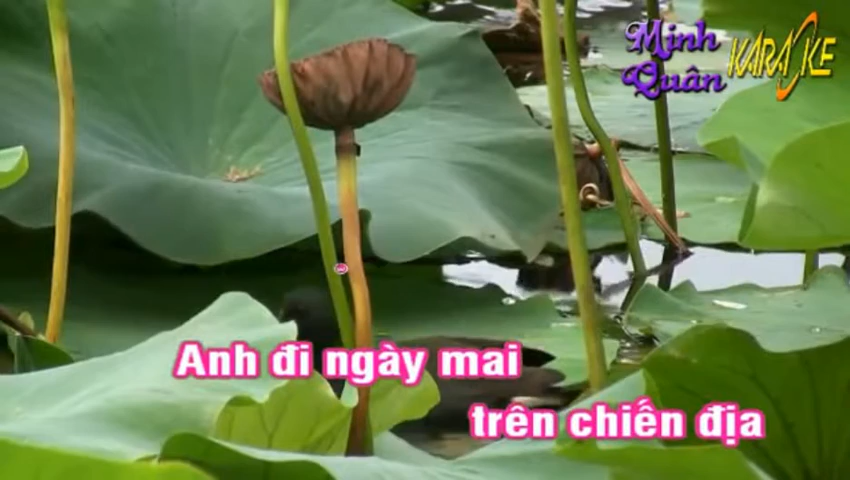 Minh
Quân
KARAOKE
Anh đi ngày mai
trên chiến địa